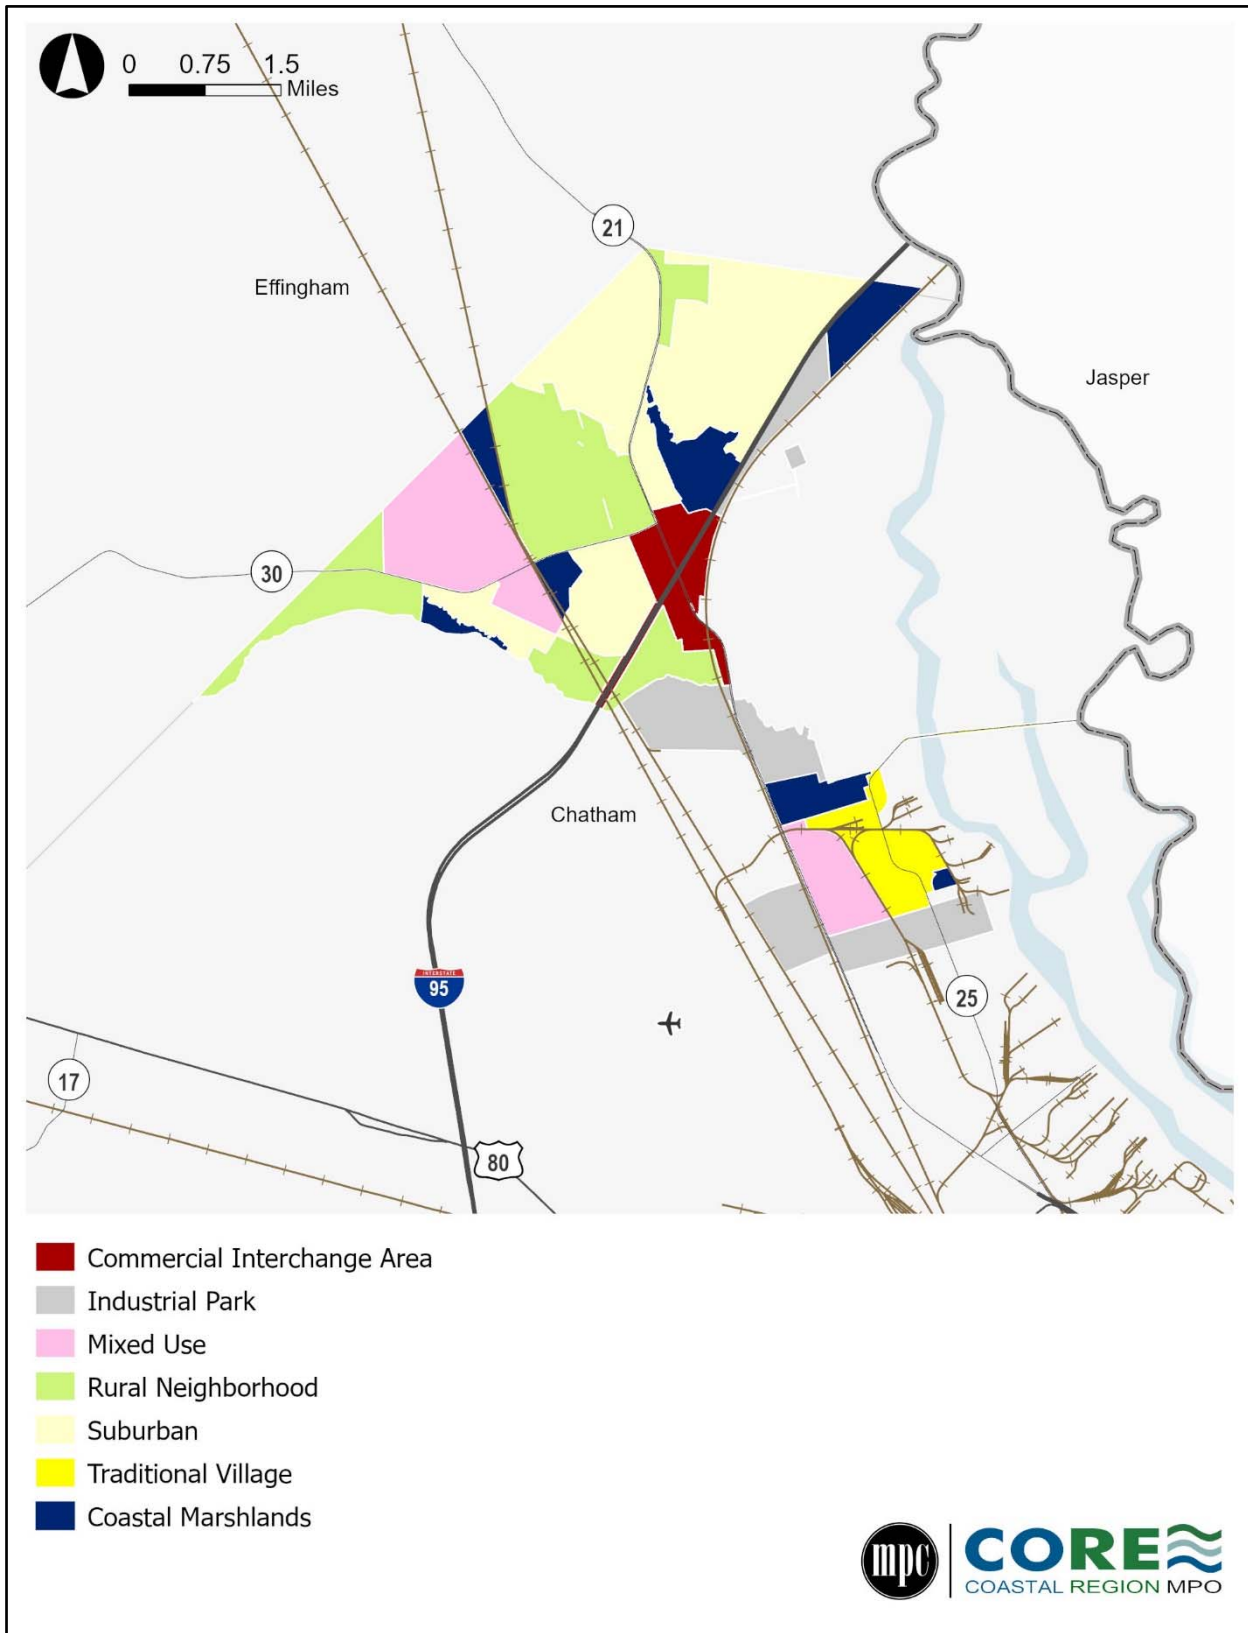 0 0.75 1.5
Miles
21
Effingham
Jasper
30
Chatham
INTERSTATE
95
25
17
80
Commercial Interchange Area
Industrial Park
Mixed Use
Rural Neighborhood
Suburban
Traditional Village
Coastal Marshlands
mpc
CORE
COASTAL REGION MPO